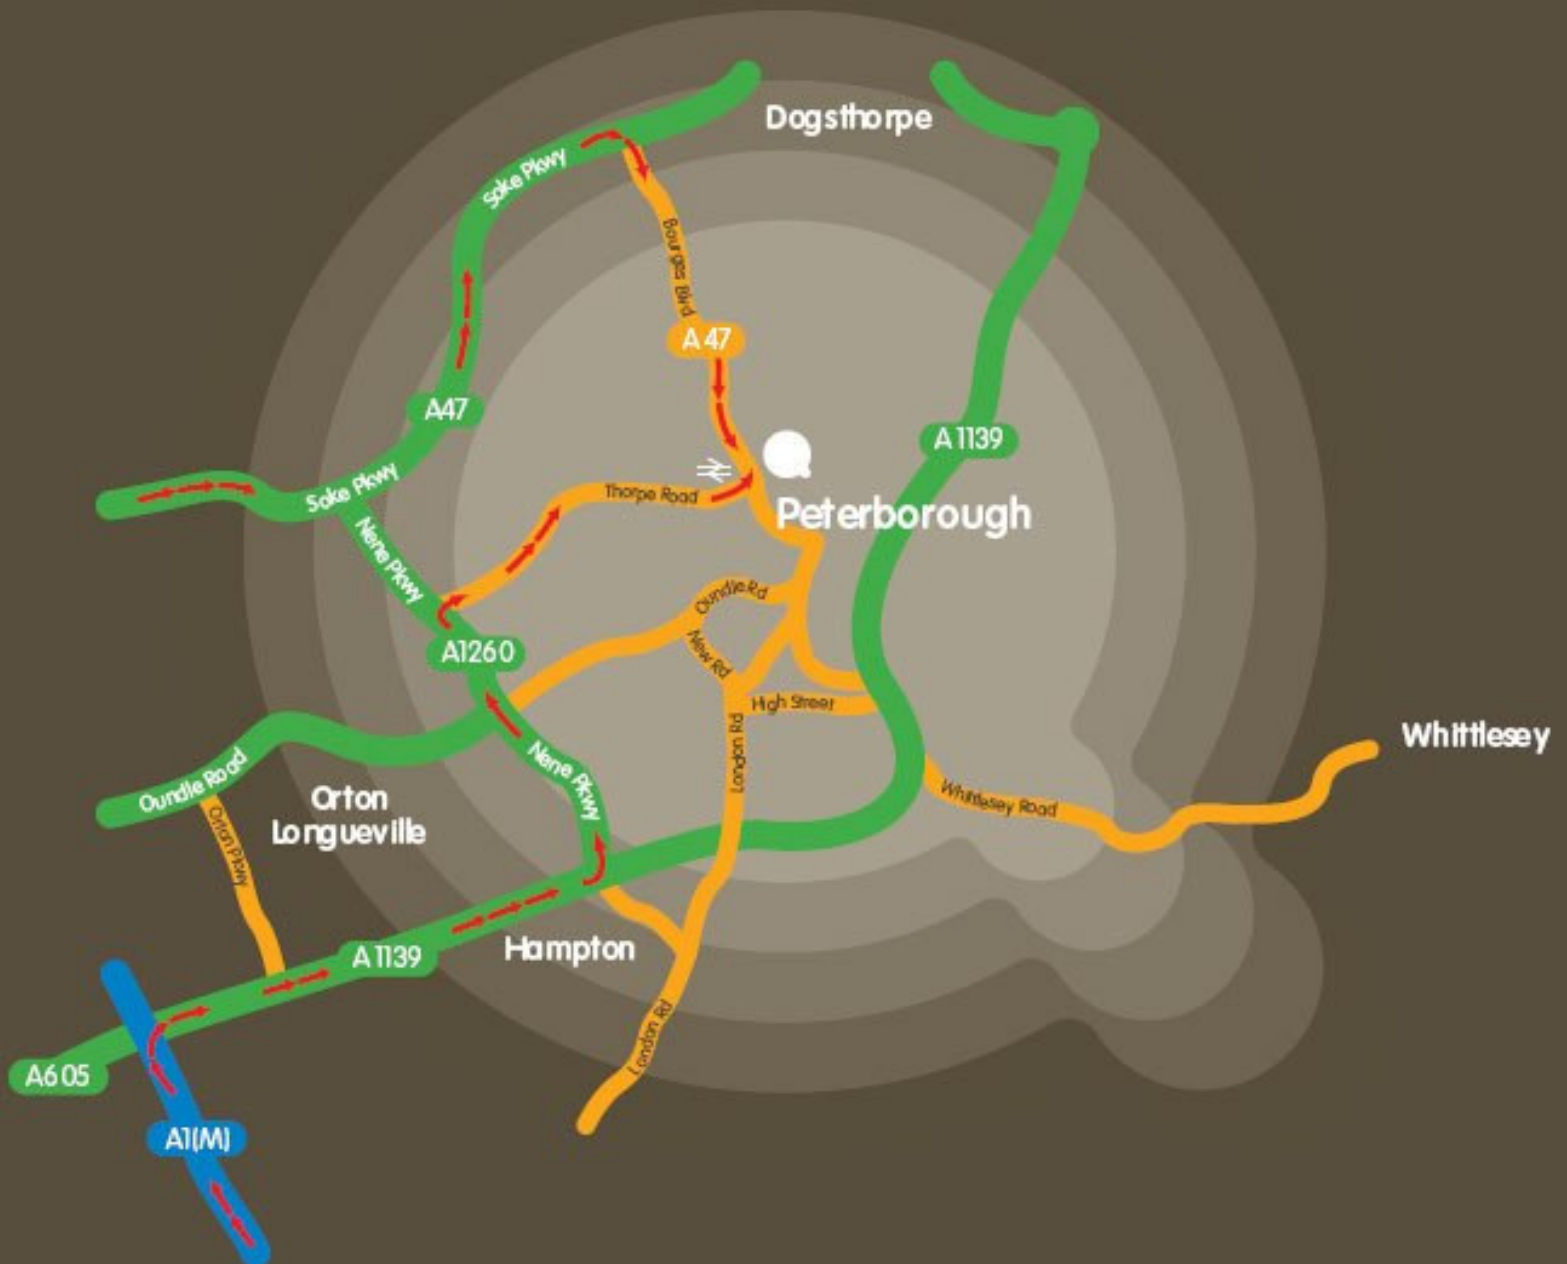 Dogsthorpe
Soke Pkwy
Bourges Blvd
A47
A47
A1139
Soke Pkwy
Thorpe Road
Peterborough
Nene Pkwy
Oundle Rd
New Rd
A1260
High Street
London Rd
Whittlesey
Nene Pkwy
Oundle Road
Orton
Longueville
Whittlesey Road
Orton Pkwy
Hampton
A1139
London Rd
A605
A1(M)